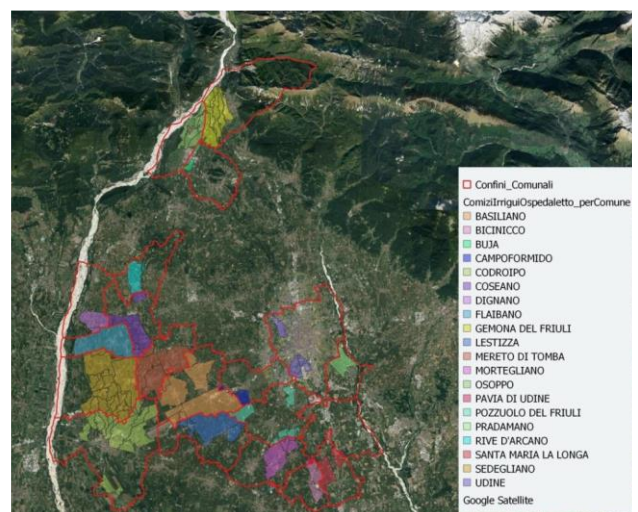 Confini_Comunali
ComiziIrriguiOspedaletto_perComune
BASILIANO
BICINICCO
BUJA
CAMPOFORMIDO
CODROIPO
COSEANO
DIGNANO
FLAIBANO
GEMONA DEL FRIULI
LESTIZZA
MERETO DI TOMBA
MORTEGLIANO
OSOPPO
PAVIA DI UDINE
POZZUOLO DEL FRIULI
PRADAMANO
RIVE D'ARCANO
SANTA MARIA LA LONGA
SEDEGLIANO
UDINE
Google Satellite